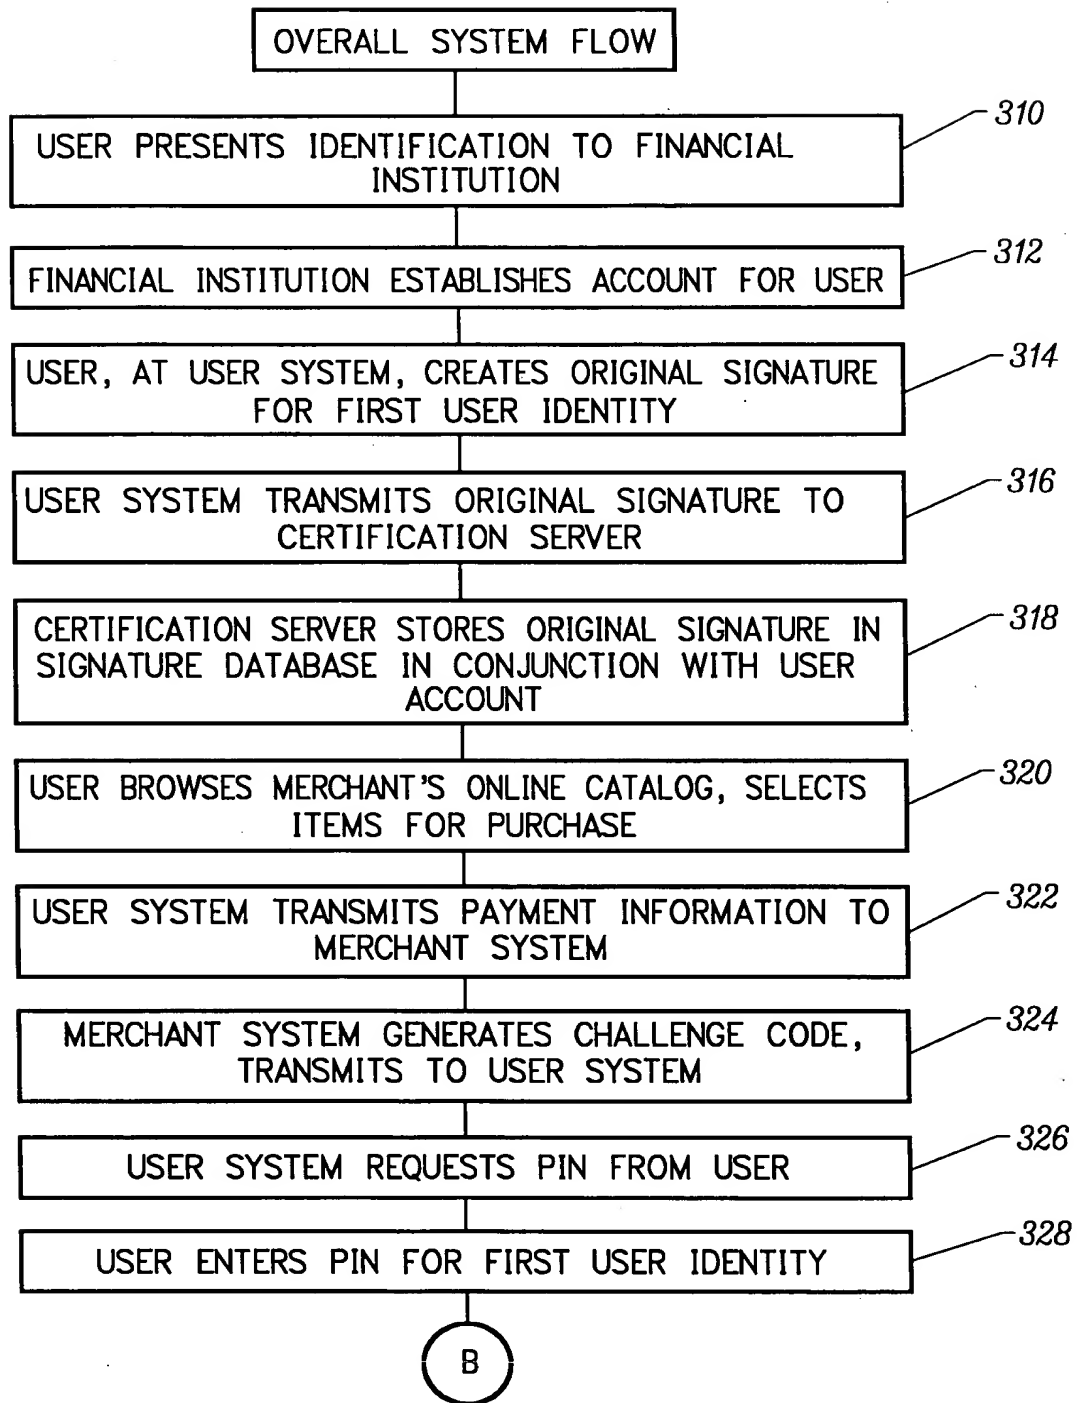 OVERALL SYSTEM FLOW
310
USER PRESENTS IDENTIFICATION TO FINANCIAL
INSTITUTION
312
FINANCIAL INSTITUTION ESTABLISHES ACCOUNT FOR USER
314
USER, AT USER SYSTEM, CREATES ORIGINAL SIGNATURE
FOR FIRST USER IDENTITY
316
USER SYSTEM TRANSMITS ORIGINAL SIGNATURE TO
CERTIFICATION SERVER
318
CERTIFICATION SERVER STORES ORIGINAL SIGNATURE IN
SIGNATURE DATABASE IN CONJUNCTION WITH USER
ACCOUNT
320
USER BROWSES MERCHANT'S ONLINE CATALOG, SELECTS
ITEMS FOR PURCHASE
322
USER SYSTEM TRANSMITS PAYMENT INFORMATION TO
MERCHANT SYSTEM
324
MERCHANT SYSTEM GENERATES CHALLENGE CODE,
TRANSMITS TO USER SYSTEM
326
USER SYSTEM REQUESTS PIN FROM USER
328
USER ENTERS PIN FOR FIRST USER IDENTITY
B